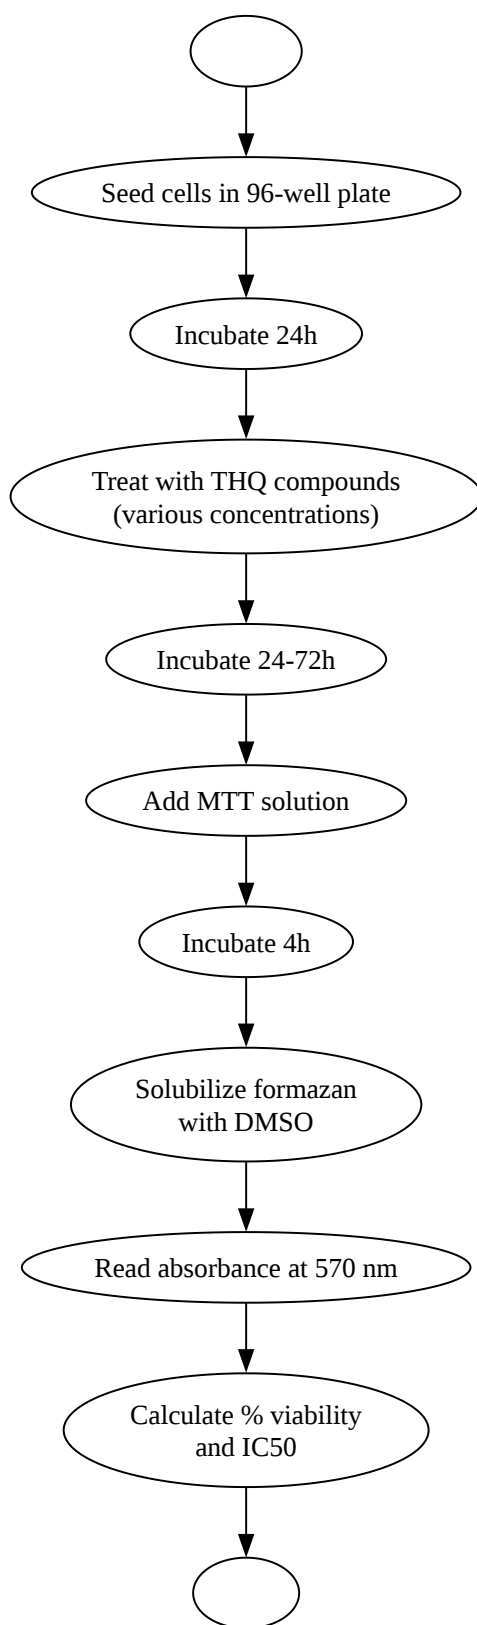 Seed cells in 96-well plate
Incubate 24h
Treat with THQ compounds
(various concentrations)
Incubate 24-72h
Add MTT solution
Incubate 4h
Solubilize formazan
with DMSO
Read absorbance at 570 nm
Calculate % viability
and IC50